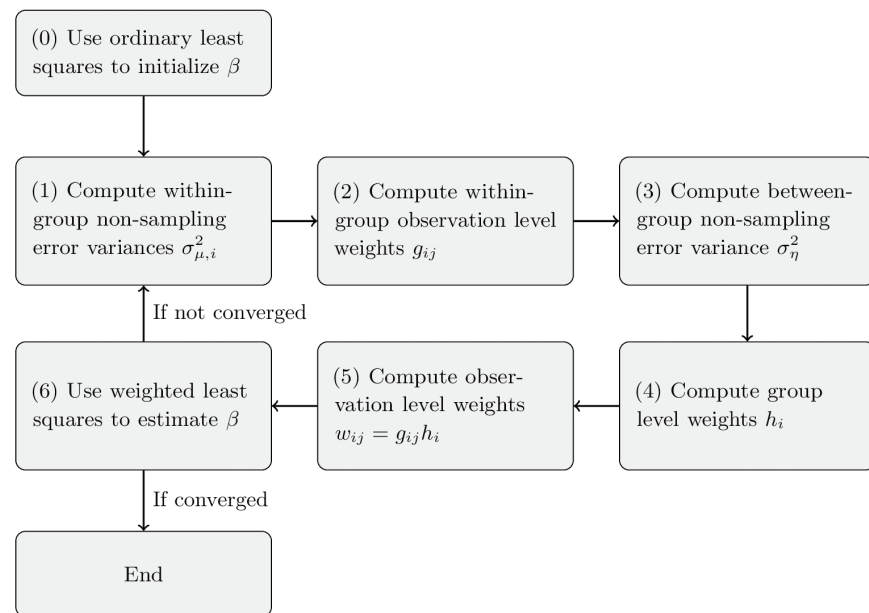 (0) Use ordinary least
squares to initialize β
(1) Compute within-
group non-sampling
error variances σ²μ,i
(2) Compute within-
group observation level
weights gij
(3) Compute between-
group non-sampling
error variance σ²η
If not converged
(6) Use weighted least
squares to estimate β
(5) Compute obser-
vation level weights
wij = gijhi
(4) Compute group
level weights hi
If converged
End